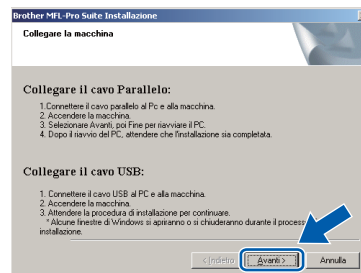 Brother MFL-Pro Suite Installazione
Collegare la macchina
Collegare il cavo Parallelo:
1.Connettere il cavo parallelo al Pc e alla macchina.
2. Accendere la macchina.
3. Selezionare Avanti, poi Fine per riavviare il PC.
4. Dopo il riavvio del PC, attendere che l'installazione sia completata.
Collegare il cavo USB:
1. Connettere il cavo USB al PC e alla macchina.
2. Accendere la macchina.
3. Attendere la procedura di installazione per continuare.
* Alcune finestre di Windows si apriranno o si chiuderanno durante il process
installazione.
< Indietro
Avanti >
Annulla